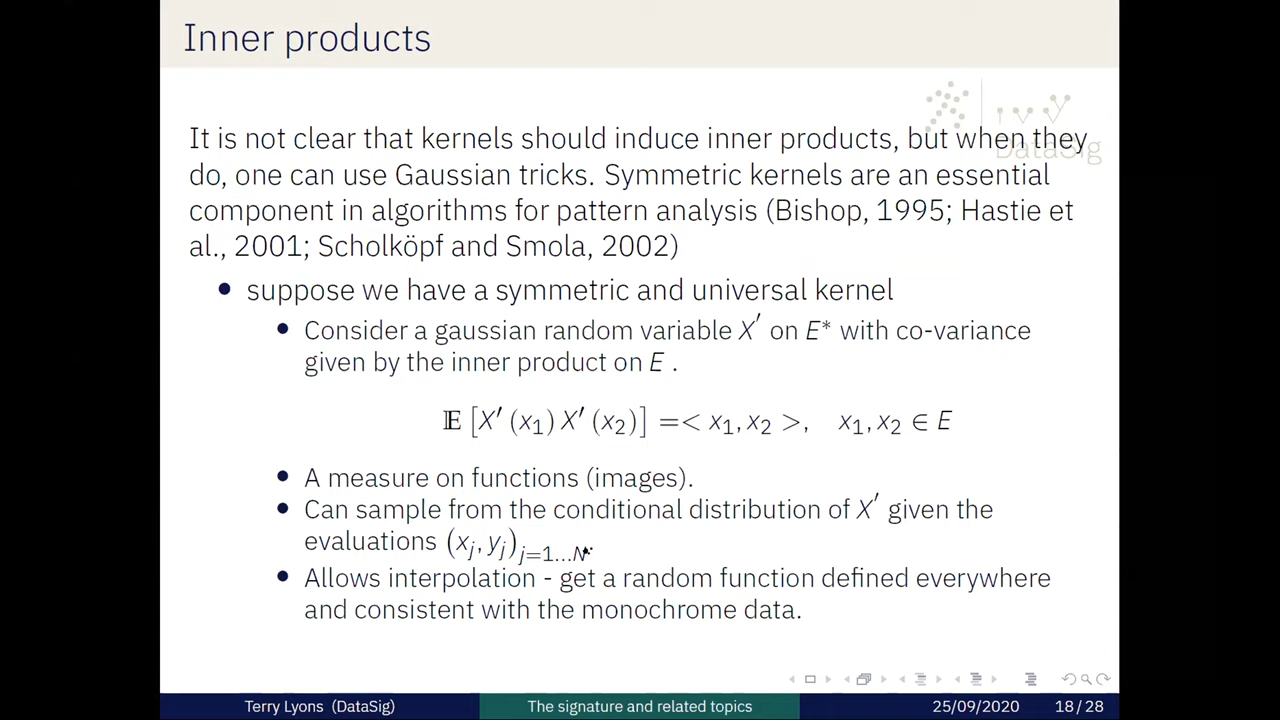 Inner products
DataSig
It is not clear that kernels should induce inner products, but when they
do, one can use Gaussian tricks. Symmetric kernels are an essential
component in algorithms for pattern analysis (Bishop, 1995; Hastie et
al., 2001; Scholköpf and Smola, 2002)
• suppose we have a symmetric and universal kernel
• Consider a gaussian random variable X′ on E* with co-variance
given by the inner product on E .
𝔼 [X′ (x₁) X′ (x₂)] =< x₁, x₂ >, x₁, x₂ ∈ E
• A measure on functions (images).
• Can sample from the conditional distribution of X′ given the
evaluations (xⱼ, yⱼ)ⱼ₌₁…N.
• Allows interpolation - get a random function defined everywhere
and consistent with the monochrome data.
Terry Lyons (DataSig) The signature and related topics 25/09/2020 18 / 28